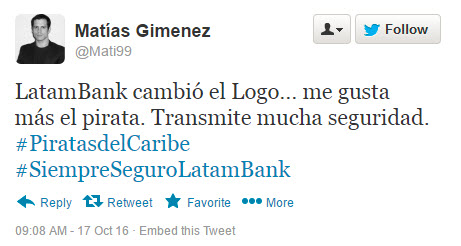 Matías Gimenez
@Mati99
Follow
LatamBank cambió el Logo... me gusta
más el pirata. Transmite mucha seguridad.
#PiratasdelCaribe
#SiempreSeguroLatamBank
Reply Retweet Favorite More
09:08 AM - 17 Oct 16 · Embed this Tweet